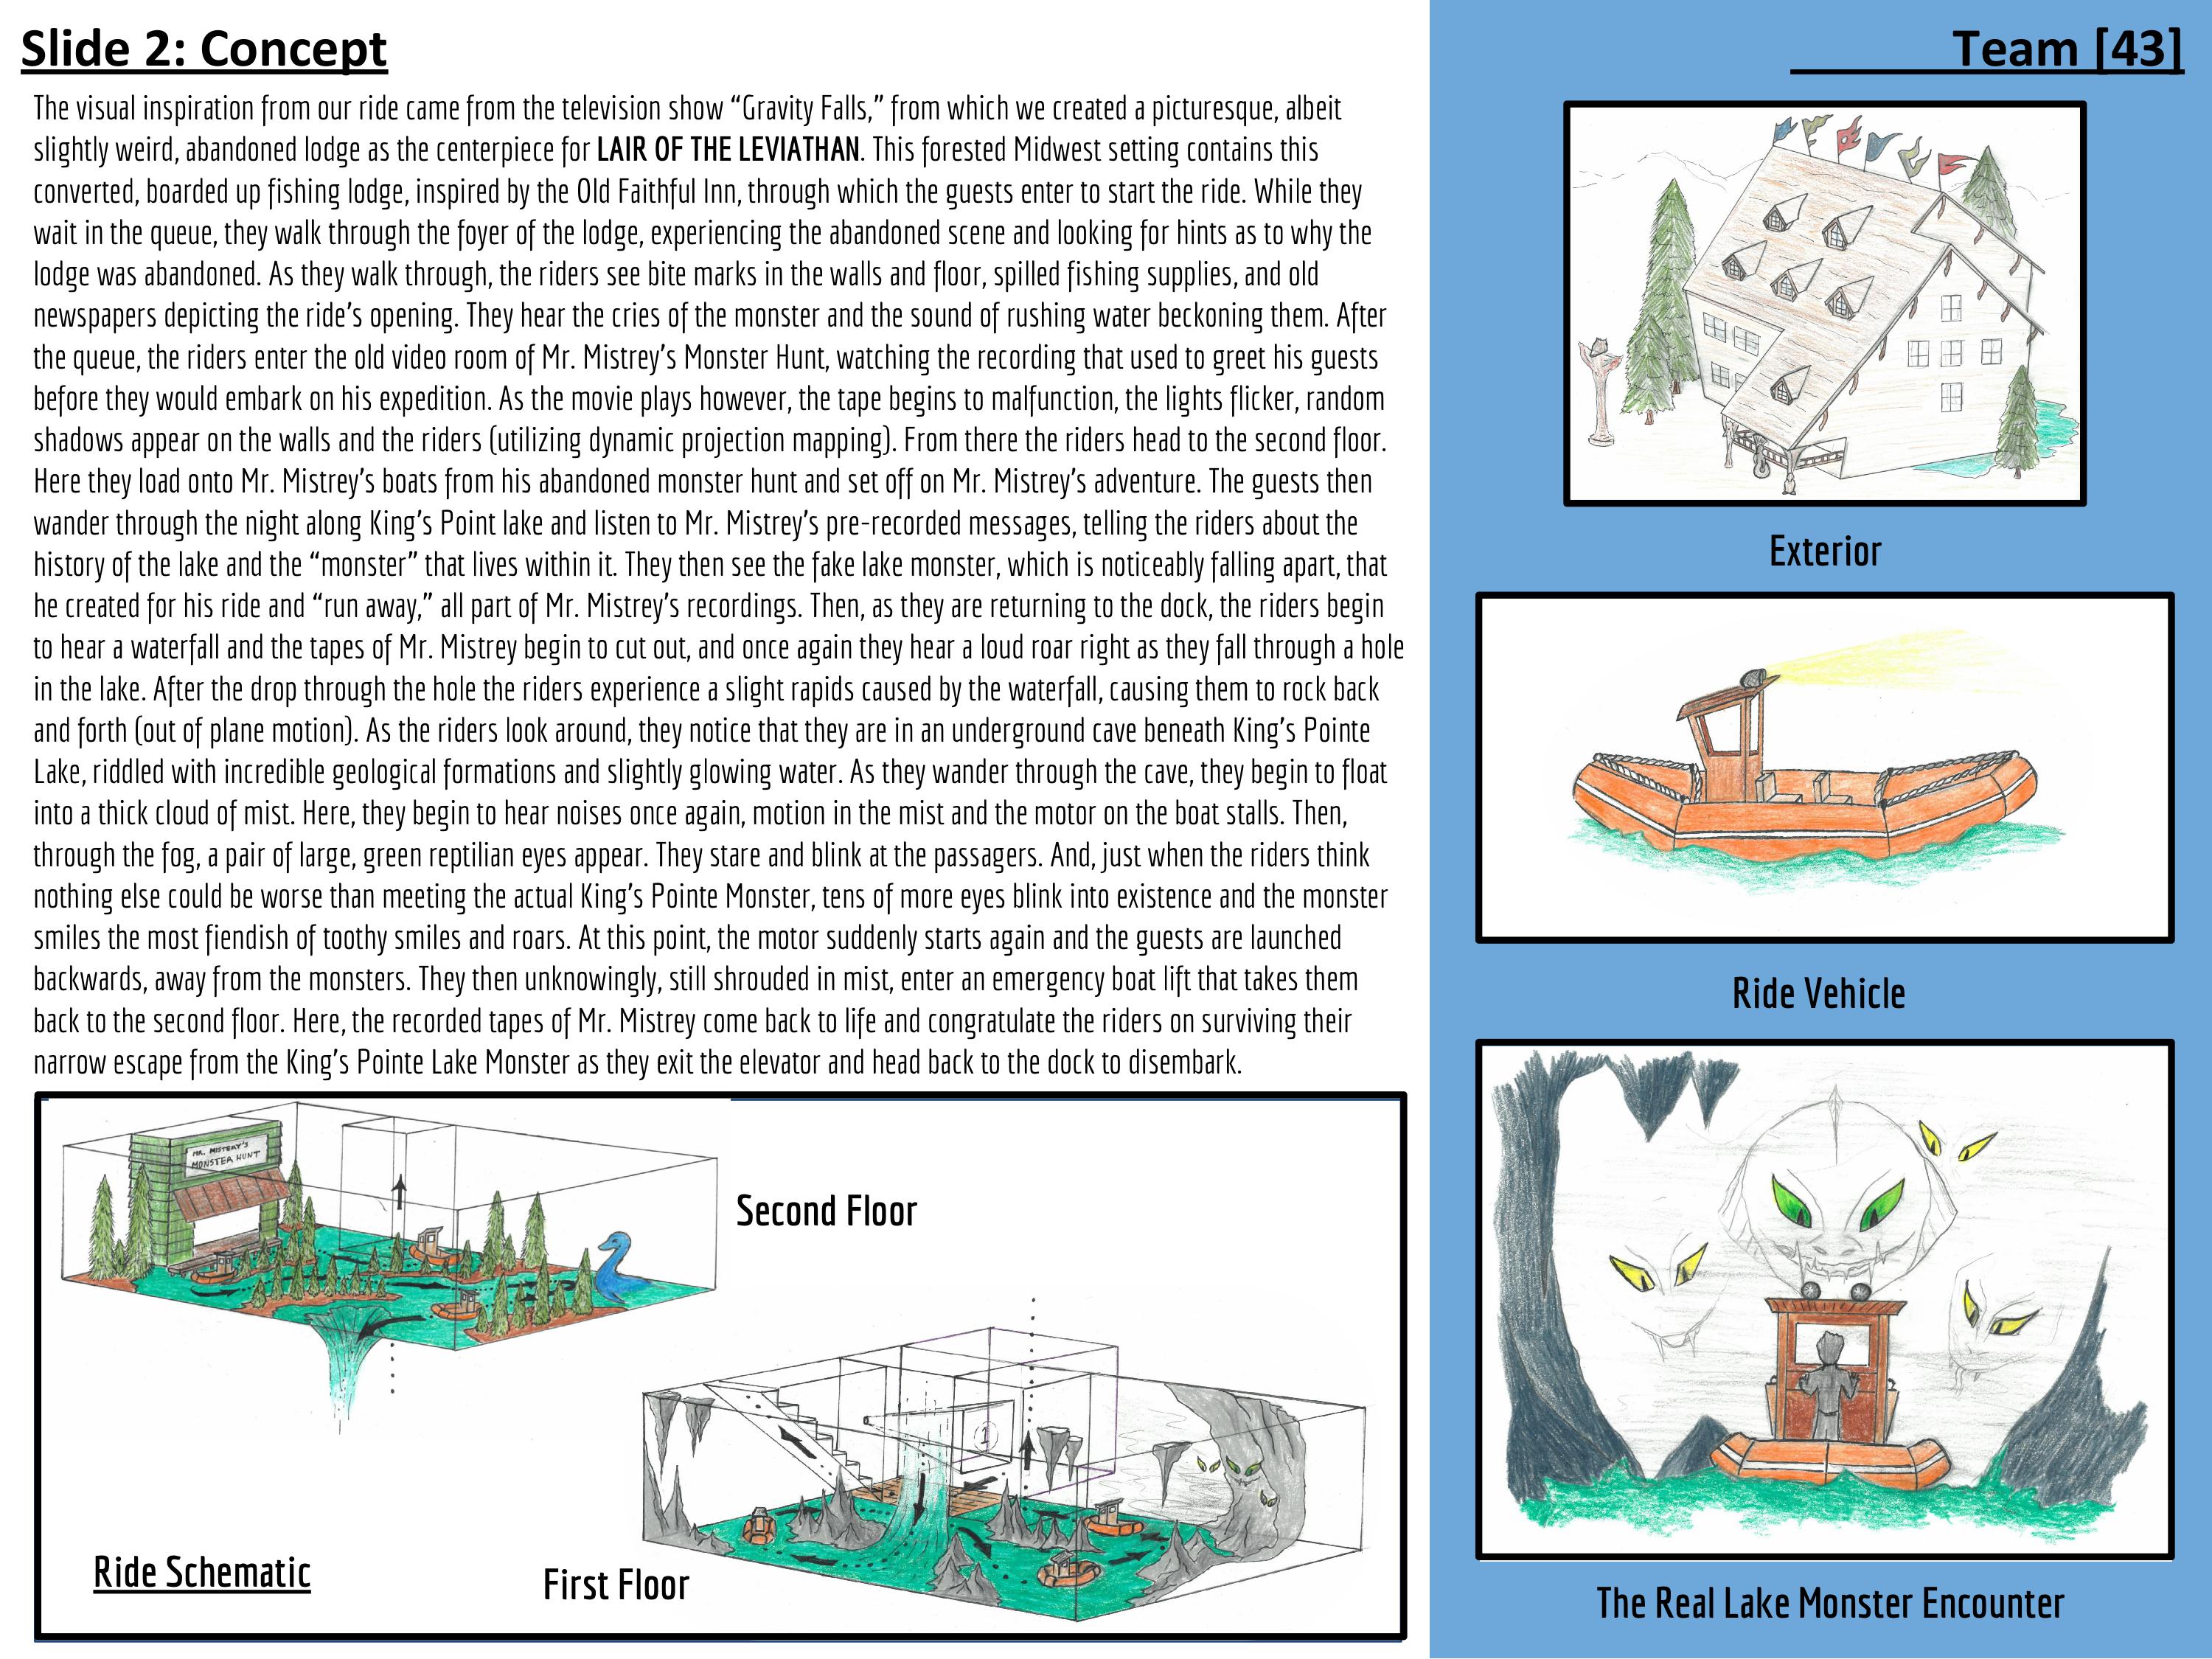 Slide 2: Concept
Team [43]
The visual inspiration from our ride came from the television show “Gravity Falls,” from which we created a picturesque, albeit
slightly weird, abandoned lodge as the centerpiece for LAIR OF THE LEVIATHAN. This forested Midwest setting contains this
converted, boarded up fishing lodge, inspired by the Old Faithful Inn, through which the guests enter to start the ride. While they
wait in the queue, they walk through the foyer of the lodge, experiencing the abandoned scene and looking for hints as to why the
lodge was abandoned. As they walk through, the riders see bite marks in the walls and floor, spilled fishing supplies, and old
newspapers depicting the ride’s opening. They hear the cries of the monster and the sound of rushing water beckoning them. After
the queue, the riders enter the old video room of Mr. Mistrey’s Monster Hunt, watching the recording that used to greet his guests
before they would embark on his expedition. As the movie plays however, the tape begins to malfunction, the lights flicker, random
shadows appear on the walls and the riders (utilizing dynamic projection mapping). From there the riders head to the second floor.
Here they load onto Mr. Mistrey’s boats from his abandoned monster hunt and set off on Mr. Mistrey’s adventure. The guests then
wander through the night along King’s Point lake and listen to Mr. Mistrey’s pre-recorded messages, telling the riders about the
history of the lake and the “monster” that lives within it. They then see the fake lake monster, which is noticeably falling apart, that
he created for his ride and “run away,” all part of Mr. Mistrey’s recordings. Then, as they are returning to the dock, the riders begin
to hear a waterfall and the tapes of Mr. Mistrey begin to cut out, and once again they hear a loud roar right as they fall through a hole
in the lake. After the drop through the hole the riders experience a slight rapids caused by the waterfall, causing them to rock back
and forth (out of plane motion). As the riders look around, they notice that they are in an underground cave beneath King’s Pointe
Lake, riddled with incredible geological formations and slightly glowing water. As they wander through the cave, they begin to float
into a thick cloud of mist. Here, they begin to hear noises once again, motion in the mist and the motor on the boat stalls. Then,
through the fog, a pair of large, green reptilian eyes appear. They stare and blink at the passagers. And, just when the riders think
nothing else could be worse than meeting the actual King’s Pointe Monster, tens of more eyes blink into existence and the monster
smiles the most fiendish of toothy smiles and roars. At this point, the motor suddenly starts again and the guests are launched
backwards, away from the monsters. They then unknowingly, still shrouded in mist, enter an emergency boat lift that takes them
back to the second floor. Here, the recorded tapes of Mr. Mistrey come back to life and congratulate the riders on surviving their
narrow escape from the King’s Pointe Lake Monster as they exit the elevator and head back to the dock to disembark.
MR. MISTERY'S
MONSTER HUNT
Second Floor
1
Ride Schematic
First Floor
Exterior
Ride Vehicle
The Real Lake Monster Encounter